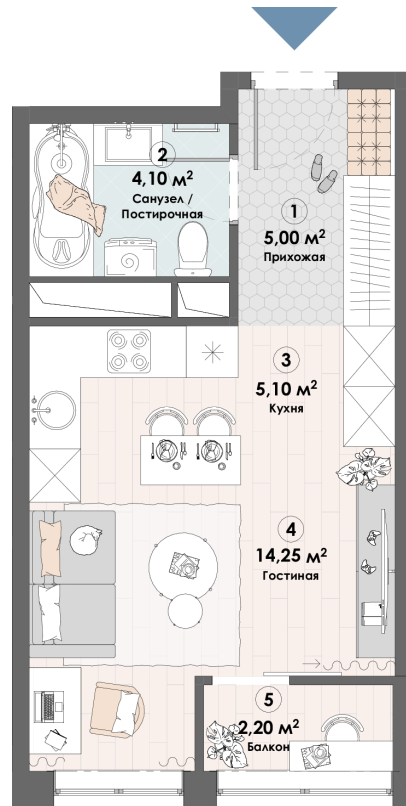 2
4,10 м²
Санузел /
Постирочная
1
5,00 м²
Прихожая
3
5,10 м²
Кухня
4
14,25 м²
Гостиная
5
2,20 м²
Балкон